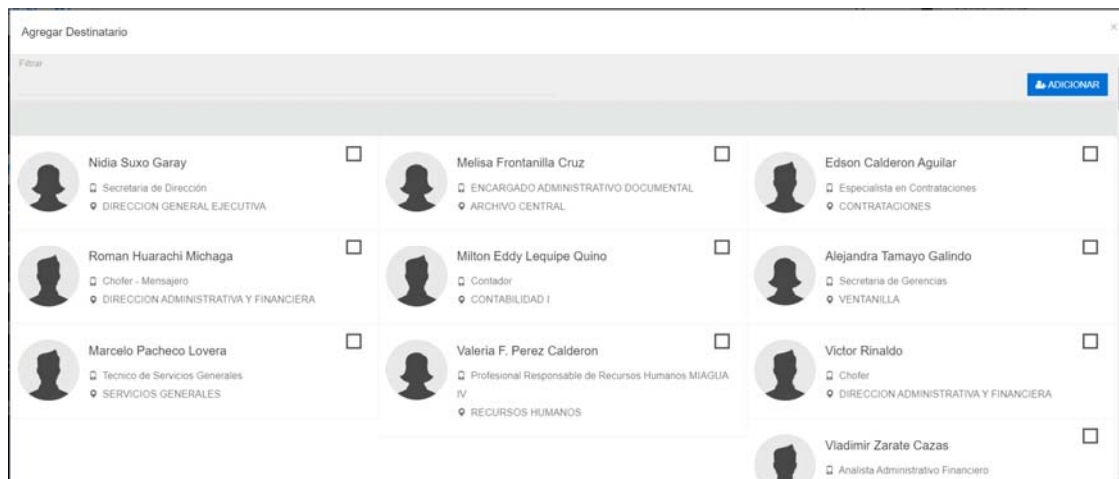 Agregar Destinatario
×
Filtrar
ADICIONAR
Nidia Suxo Garay
Secretaria de Dirección
DIRECCION GENERAL EJECUTIVA
Melisa Frontanilla Cruz
ENCARGADO ADMINISTRATIVO DOCUMENTAL
ARCHIVO CENTRAL
Edson Calderon Aguilar
Especialista en Contrataciones
CONTRATACIONES
Roman Huarachi Michaga
Chofer - Mensajero
DIRECCION ADMINISTRATIVA Y FINANCIERA
Milton Eddy Lequipe Quino
Contador
CONTABILIDAD I
Alejandra Tamayo Galindo
Secretaria de Gerencias
VENTANILLA
Marcelo Pacheco Lovera
Tecnico de Servicios Generales
SERVICIOS GENERALES
Valeria F. Perez Calderon
Profesional Responsable de Recursos Humanos MIAGUA
IV
RECURSOS HUMANOS
Victor Rinaldo
Chofer
DIRECCION ADMINISTRATIVA Y FINANCIERA
Vladimir Zarate Cazas
Analista Administrativo Financiero